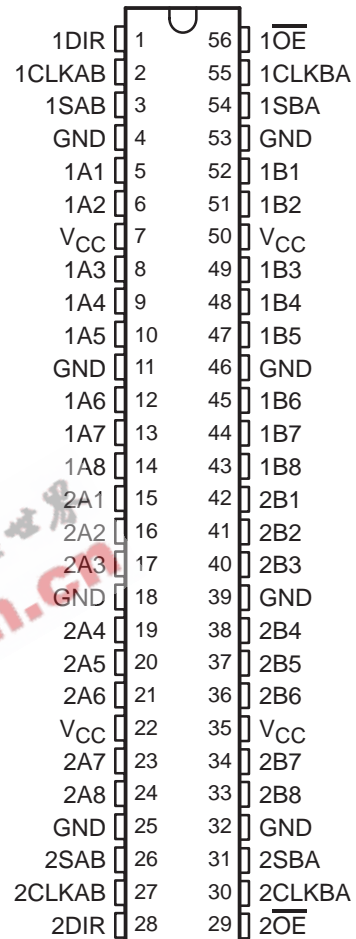 1DIR 1 56 1O̅E̅
1CLKAB 2 55 1CLKBA
1SAB 3 54 1SBA
GND 4 53 GND
1A1 5 52 1B1
1A2 6 51 1B2
VCC 7 50 VCC
1A3 8 49 1B3
1A4 9 48 1B4
1A5 10 47 1B5
GND 11 46 GND
1A6 12 45 1B6
1A7 13 44 1B7
1A8 14 43 1B8
2A1 15 42 2B1
2A2 16 41 2B2
2A3 17 40 2B3
GND 18 39 GND
2A4 19 38 2B4
2A5 20 37 2B5
2A6 21 36 2B6
VCC 22 35 VCC
2A7 23 34 2B7
2A8 24 33 2B8
GND 25 32 GND
2SAB 26 31 2SBA
2CLKAB 27 30 2CLKBA
2DIR 28 29 2O̅E̅
世界
.cn